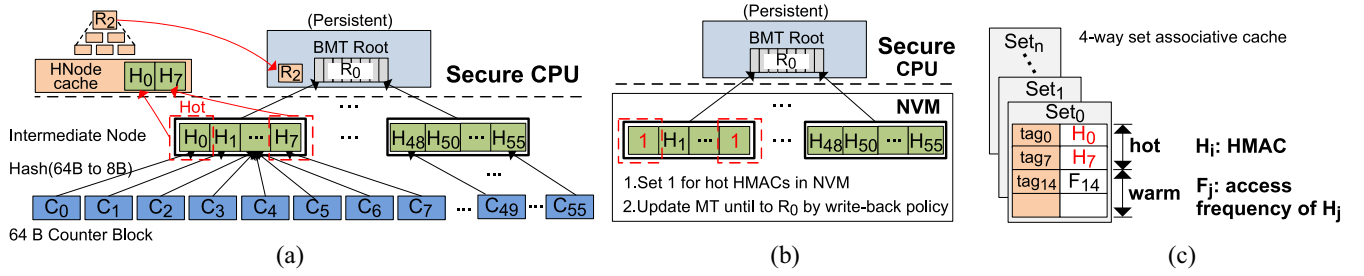 R2
HNode cache
H0 H7
Hot
(Persistent)
BMT Root
R2
R0
Secure CPU
...
Intermediate Node
H0 H1 ... H7
...
H48 H50 ... H55
Hash(64B to 8B)
...
C0 C1 C2 C3 C4 C5 C6 C7 ... C49 ... C55
64 B Counter Block
(a)
(Persistent)
BMT Root
R0
Secure
CPU
...
NVM
1 H1 ... 1
...
H48 H50 ... H55
1.Set 1 for hot HMACs in NVM
2.Update MT until to R0 by write-back policy
(b)
Setn
4-way set associative cache
Set1
Set0
tag0 H0
tag7 H7
tag14 F14
hot
warm
Hi: HMAC
Fj: access
frequency of Hj
(c)